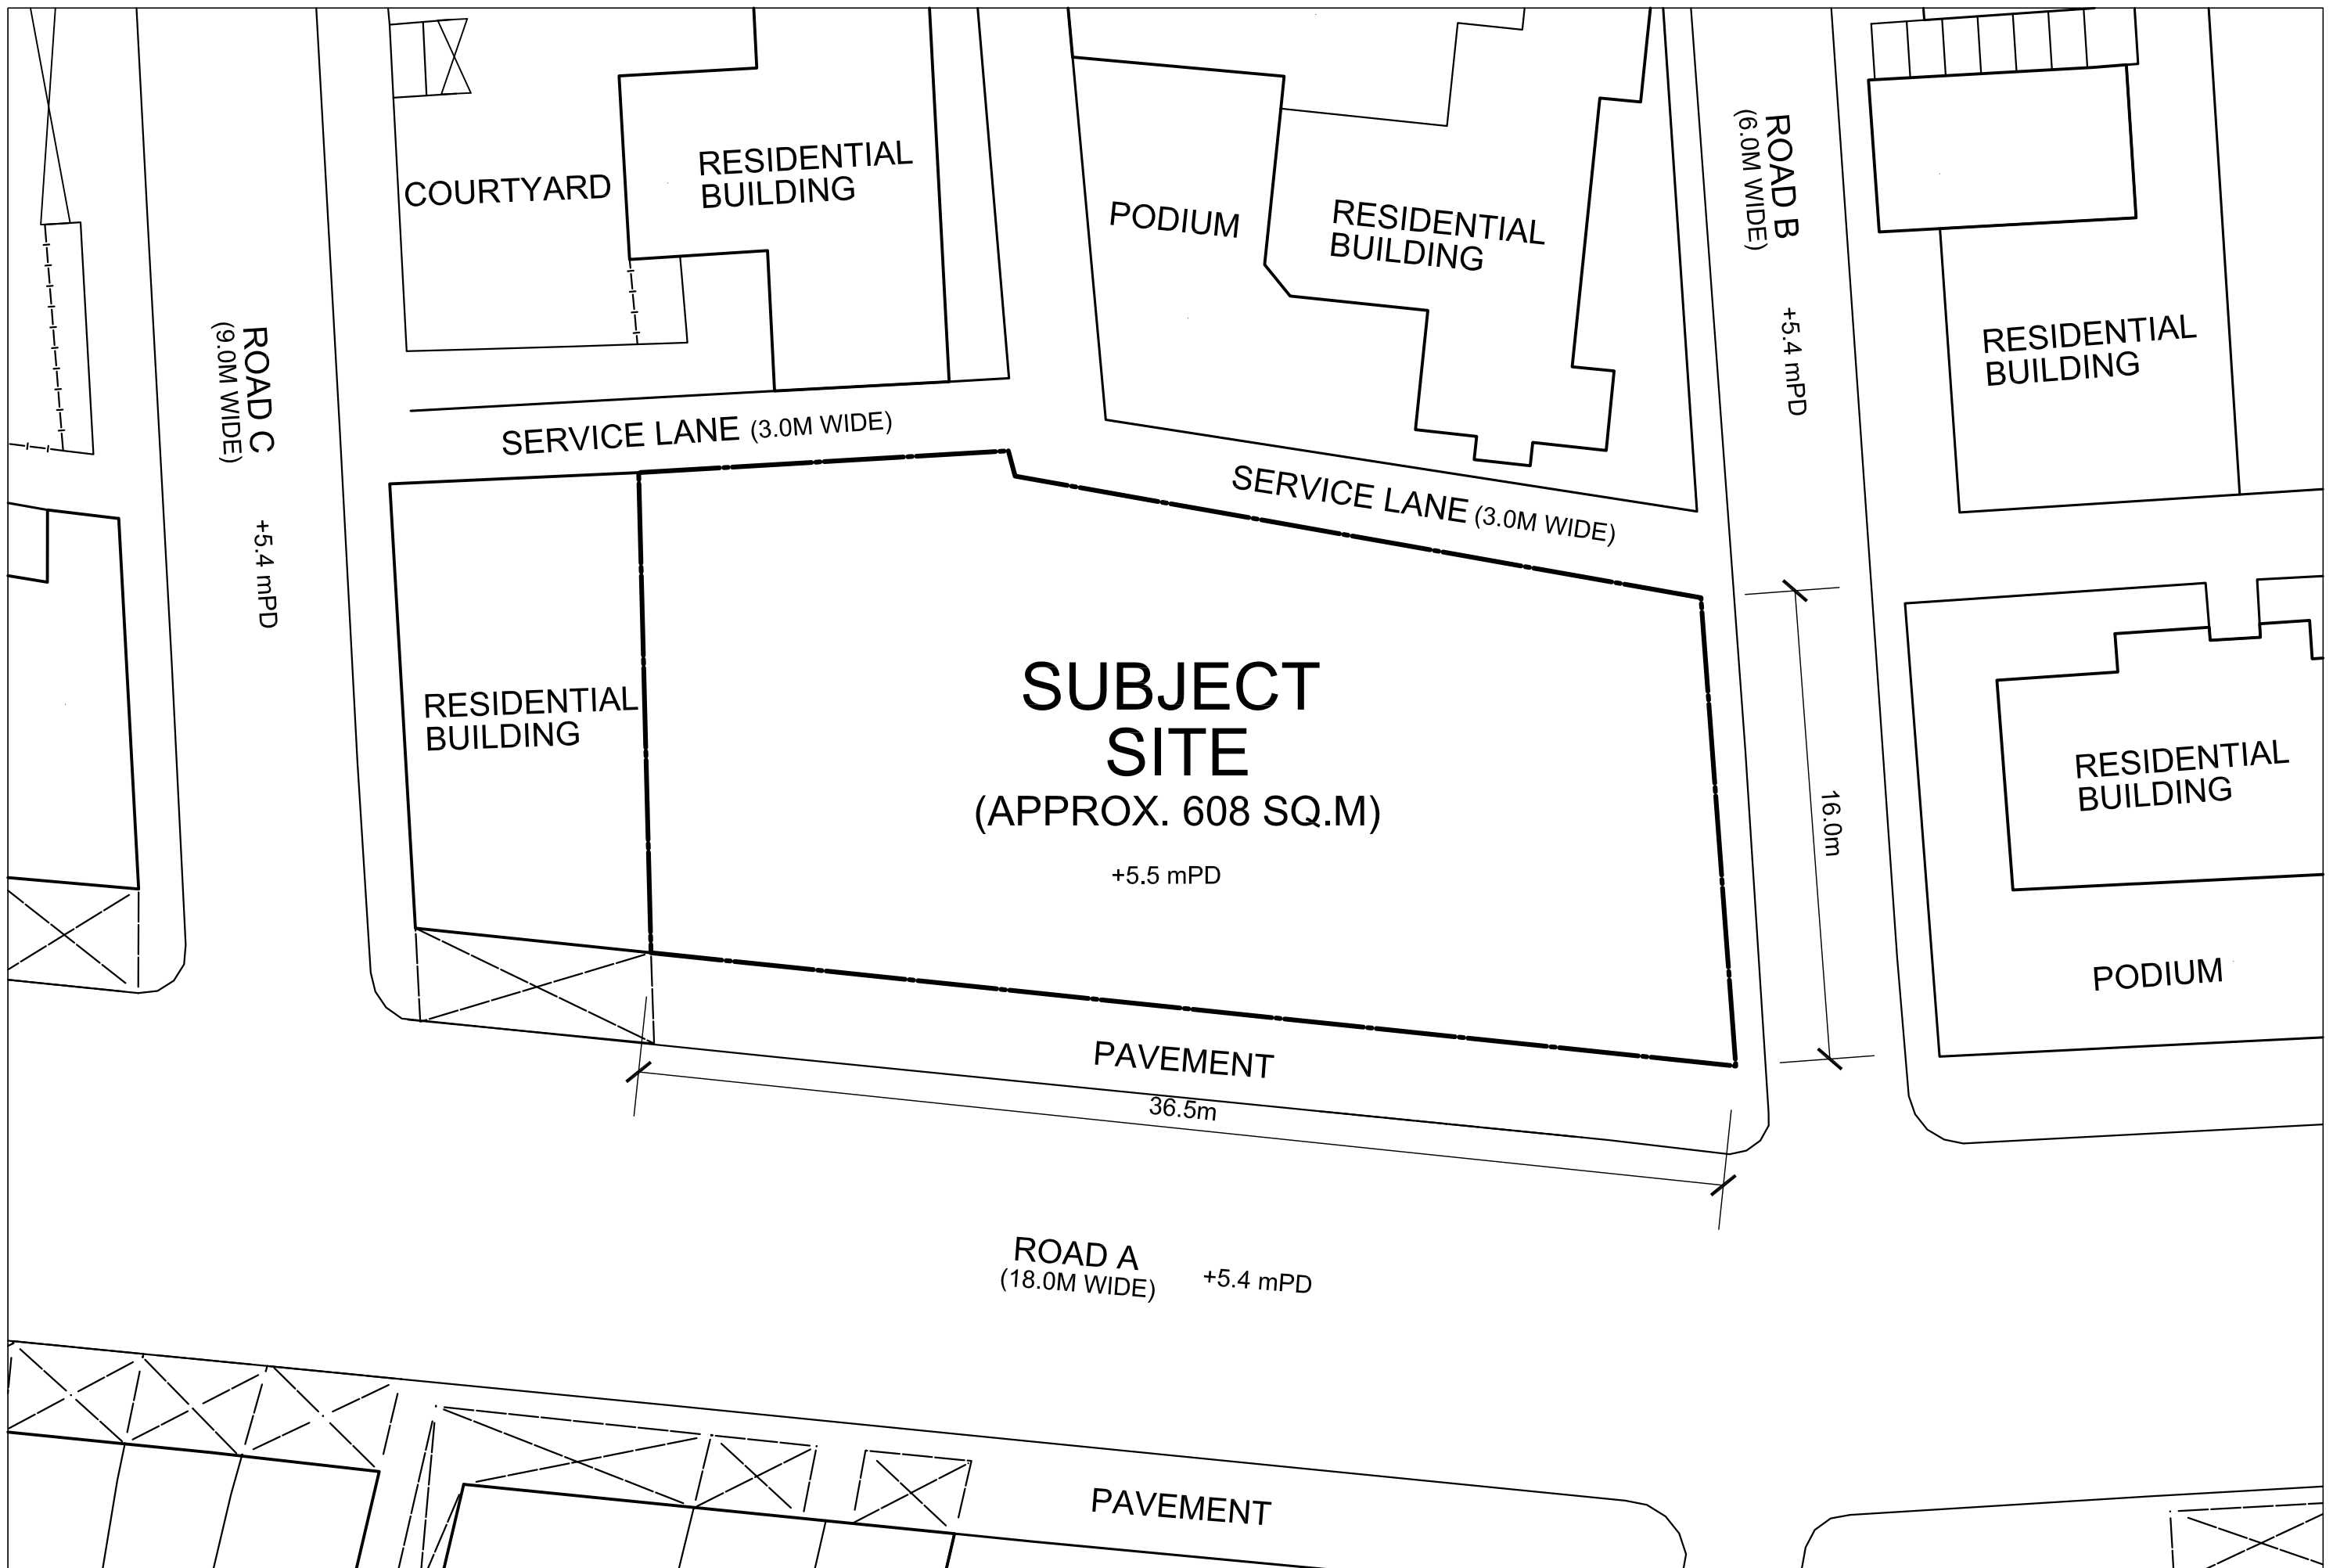 COURTYARD
RESIDENTIAL
BUILDING
PODIUM
RESIDENTIAL
BUILDING
ROAD B
(6.0M WIDE)
+5.4 mPD
RESIDENTIAL
BUILDING
ROAD C
(9.0M WIDE)
+5.4 mPD
SERVICE LANE (3.0M WIDE)
SERVICE LANE (3.0M WIDE)
RESIDENTIAL
BUILDING
SUBJECT
SITE
(APPROX. 608 SQ.M)
+5.5 mPD
16.0m
RESIDENTIAL
BUILDING
PODIUM
PAVEMENT
36.5m
ROAD A
(18.0M WIDE)
+5.4 mPD
PAVEMENT